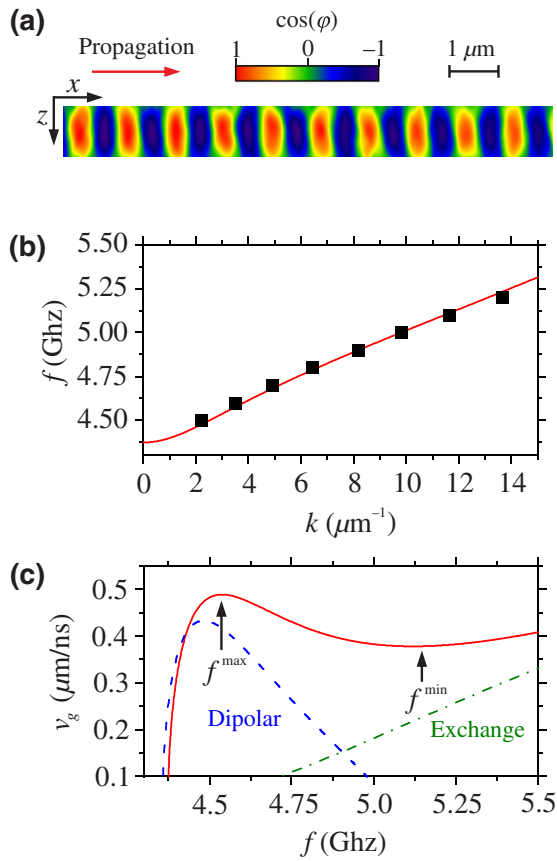 (a)
cos(φ)
Propagation
1 0 −1
1 μm
x
z
(b)
5.50
5.25
5.00
4.75
4.50
f (Ghz)
0 2 4 6 8 10 12 14
k (μm⁻¹)
(c)
0.5
0.4
0.3
0.2
0.1
v_g (μm/ns)
f^max
f^min
Dipolar
Exchange
4.5 4.75 5.0 5.25 5.5
f (Ghz)